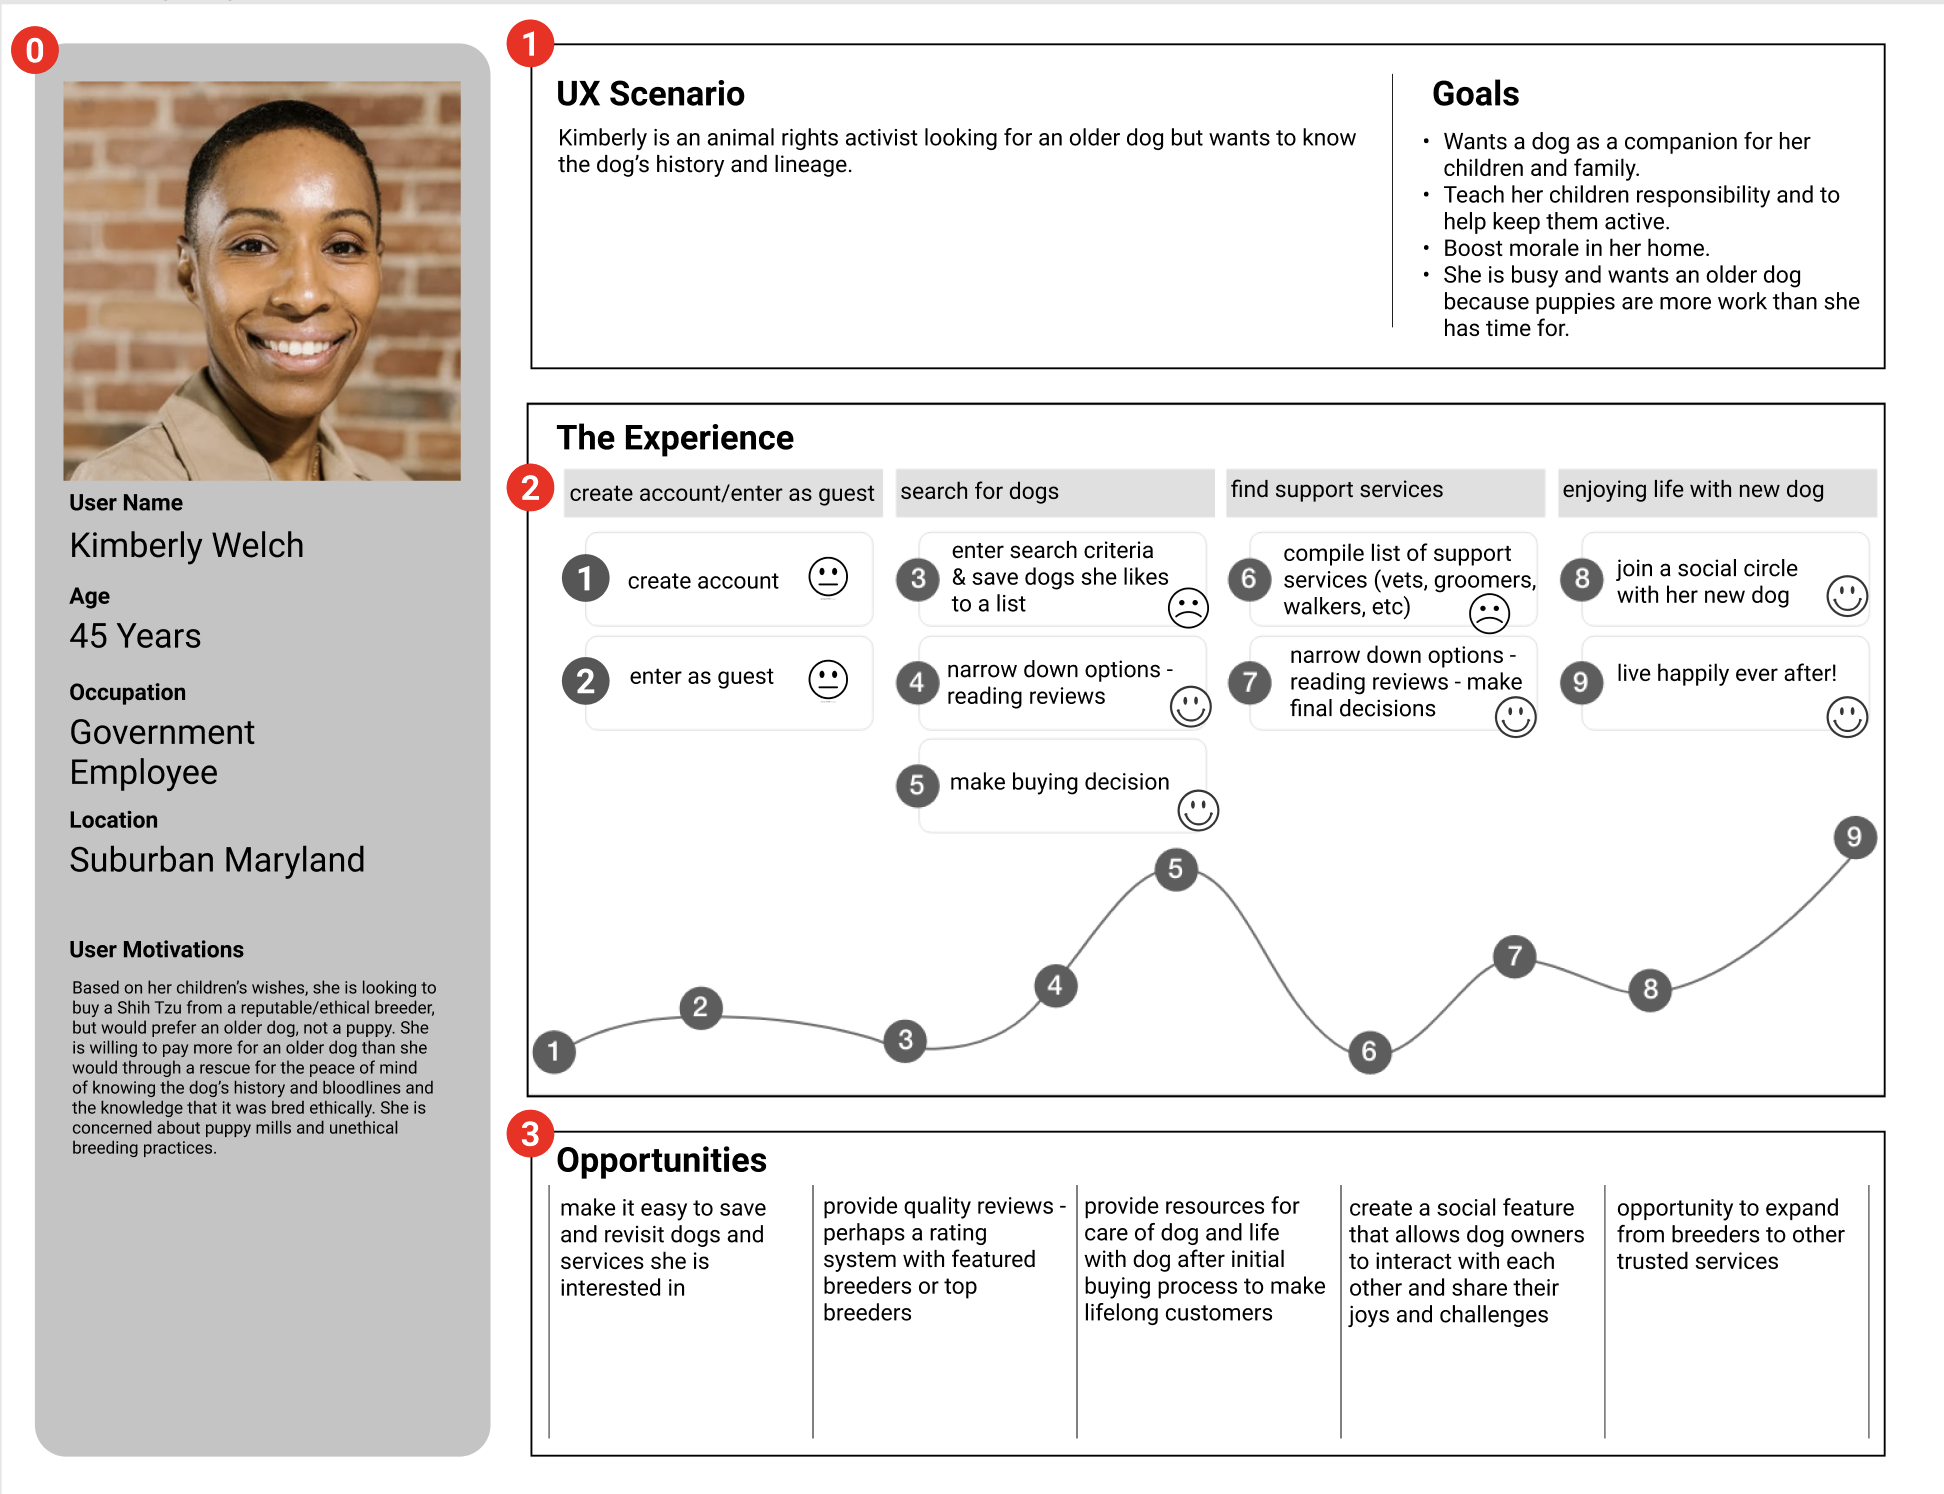 0
User Name
Kimberly Welch
Age
45 Years
Occupation
Government
Employee
Location
Suburban Maryland
User Motivations
Based on her children's wishes, she is looking to
buy a Shih Tzu from a reputable/ethical breeder,
but would prefer an older dog, not a puppy. She
is willing to pay more for an older dog than she
would through a rescue for the peace of mind
of knowing the dog's history and bloodlines and
the knowledge that it was bred ethically. She is
concerned about puppy mills and unethical
breeding practices.
1
UX Scenario
Kimberly is an animal rights activist looking for an older dog but wants to know
the dog's history and lineage.
Goals
• Wants a dog as a companion for her
children and family.
• Teach her children responsibility and to
help keep them active.
• Boost morale in her home.
• She is busy and wants an older dog
because puppies are more work than she
has time for.
The Experience
2
create account/enter as guest
1
create account
2
enter as guest
search for dogs
3
enter search criteria
& save dogs she likes
to a list
4
narrow down options -
reading reviews
5
make buying decision
find support services
6
compile list of support
services (vets, groomers,
walkers, etc)
7
narrow down options -
reading reviews - make
final decisions
enjoying life with new dog
8
join a social circle
with her new dog
9
live happily ever after!
1
2
3
4
5
6
7
8
9
3
Opportunities
make it easy to save
and revisit dogs and
services she is
interested in
provide quality reviews -
perhaps a rating
system with featured
breeders or top
breeders
provide resources for
care of dog and life
with dog after initial
buying process to make
lifelong customers
create a social feature
that allows dog owners
to interact with each
other and share their
joys and challenges
opportunity to expand
from breeders to other
trusted services